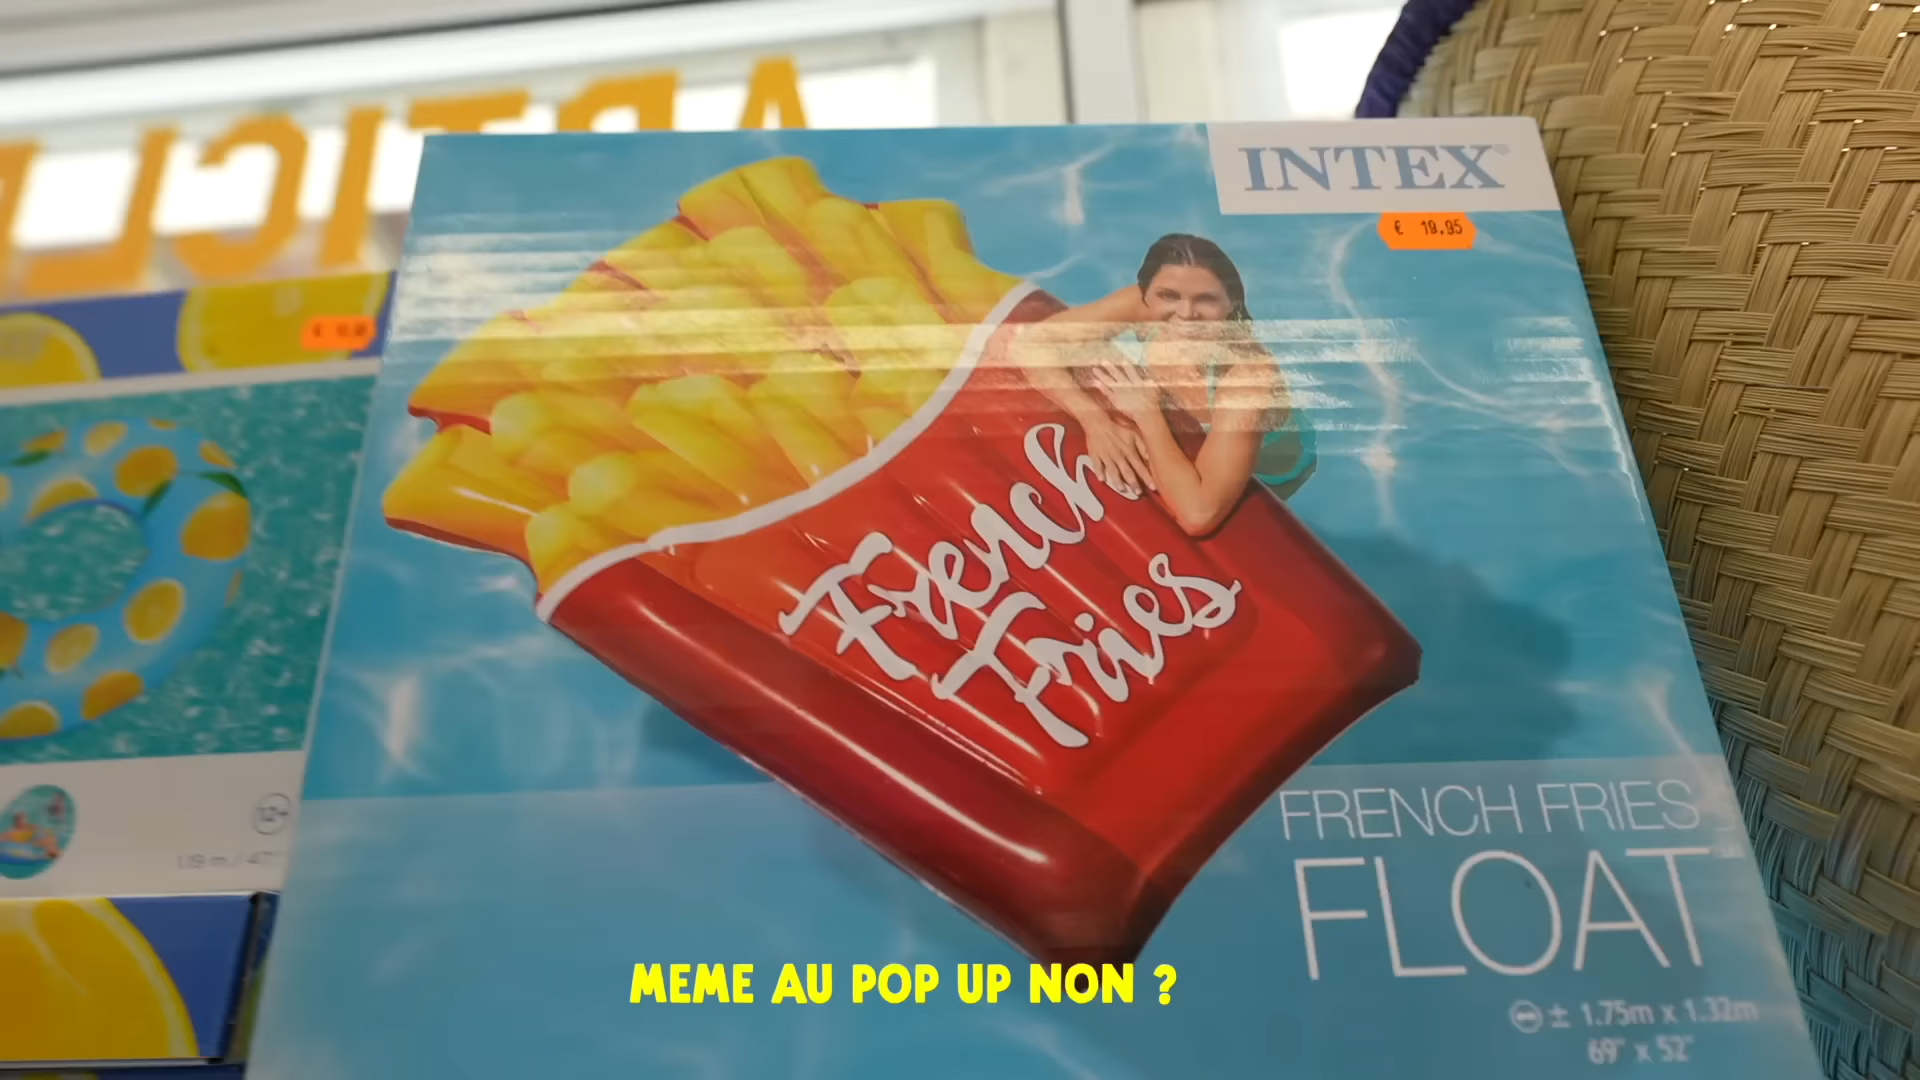 INTEX®
€ 19,95
French
Fries
FRENCH FRIES
FLOAT
± 1.75m x 1.32m
69" x 52"
12+
MEME AU POP UP NON ?